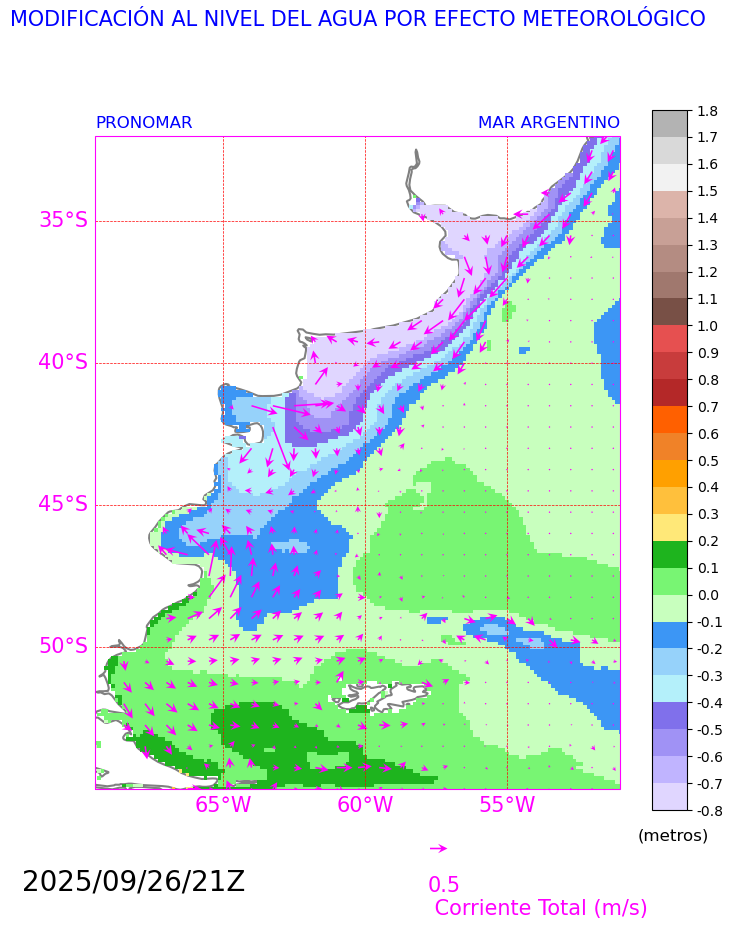 MODIFICACIÓN AL NIVEL DEL AGUA POR EFECTO METEOROLÓGICO
PRONOMAR
MAR ARGENTINO
35°S
40°S
45°S
50°S
65°W
60°W
55°W
1.8
1.7
1.6
1.5
1.4
1.3
1.2
1.1
1.0
0.9
0.8
0.7
0.6
0.5
0.4
0.3
0.2
0.1
0.0
-0.1
-0.2
-0.3
-0.4
-0.5
-0.6
-0.7
-0.8
(metros)
2025/09/26/21Z
0.5
Corriente Total (m/s)